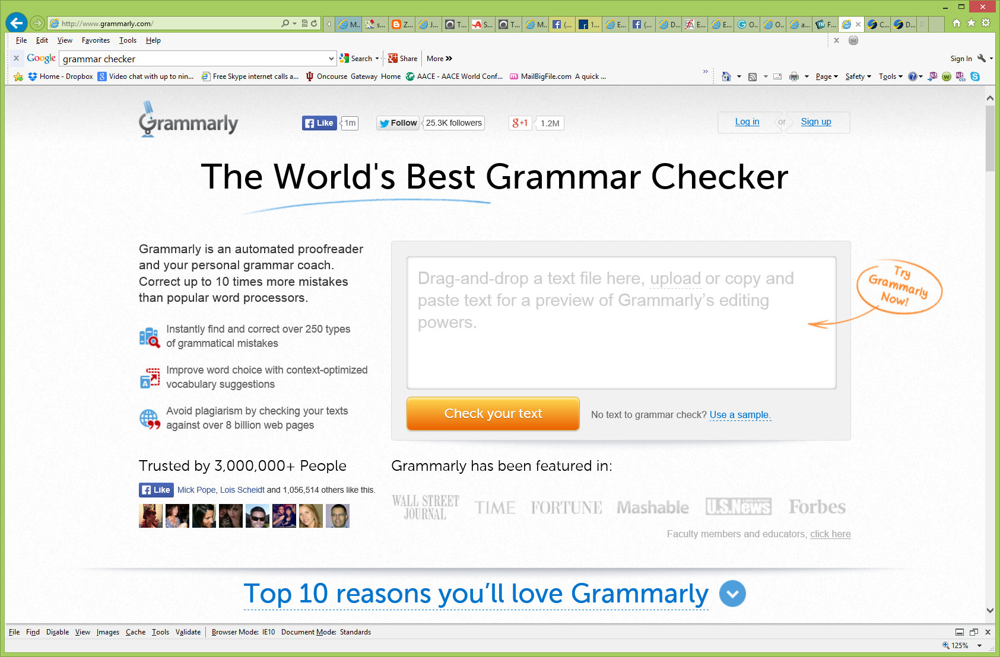 http://www.grammarly.com/
M.. s... Z... J... T... S... T... M.. (... 1... E... (... D... E... E... O.. O.. a... F... C... D...
File Edit View Favorites Tools Help
Google grammar checker Search Share More »
Sign In
Home - Dropbox Video chat with up to nin... Free Skype internet calls a... Oncourse Gateway Home AACE - AACE World Conf... MailBigFile.com A quick ... »
Page Safety Tools
Grammarly
Like 1m
Follow 25.3K followers
g+1 1.2M
Log in or Sign up
The World's Best Grammar Checker
Grammarly is an automated proofreader
and your personal grammar coach.
Correct up to 10 times more mistakes
than popular word processors.
Instantly find and correct over 250 types
of grammatical mistakes
Improve word choice with context-optimized
vocabulary suggestions
Avoid plagiarism by checking your texts
against over 8 billion web pages
Drag-and-drop a text file here, upload or copy and
paste text for a preview of Grammarly’s editing
powers.
Try
Grammarly
Now!
Check your text
No text to grammar check? Use a sample.
Trusted by 3,000,000+ People
Like Mick Pope, Lois Scheidt and 1,056,514 others like this.
Grammarly has been featured in:
WALL STREET
JOURNAL
TIME
FORTUNE
Mashable
U.S.News
Forbes
Faculty members and educators, click here
Top 10 reasons you’ll love Grammarly
File Find Disable View Images Cache Tools Validate Browser Mode: IE10 Document Mode: Standards
125%